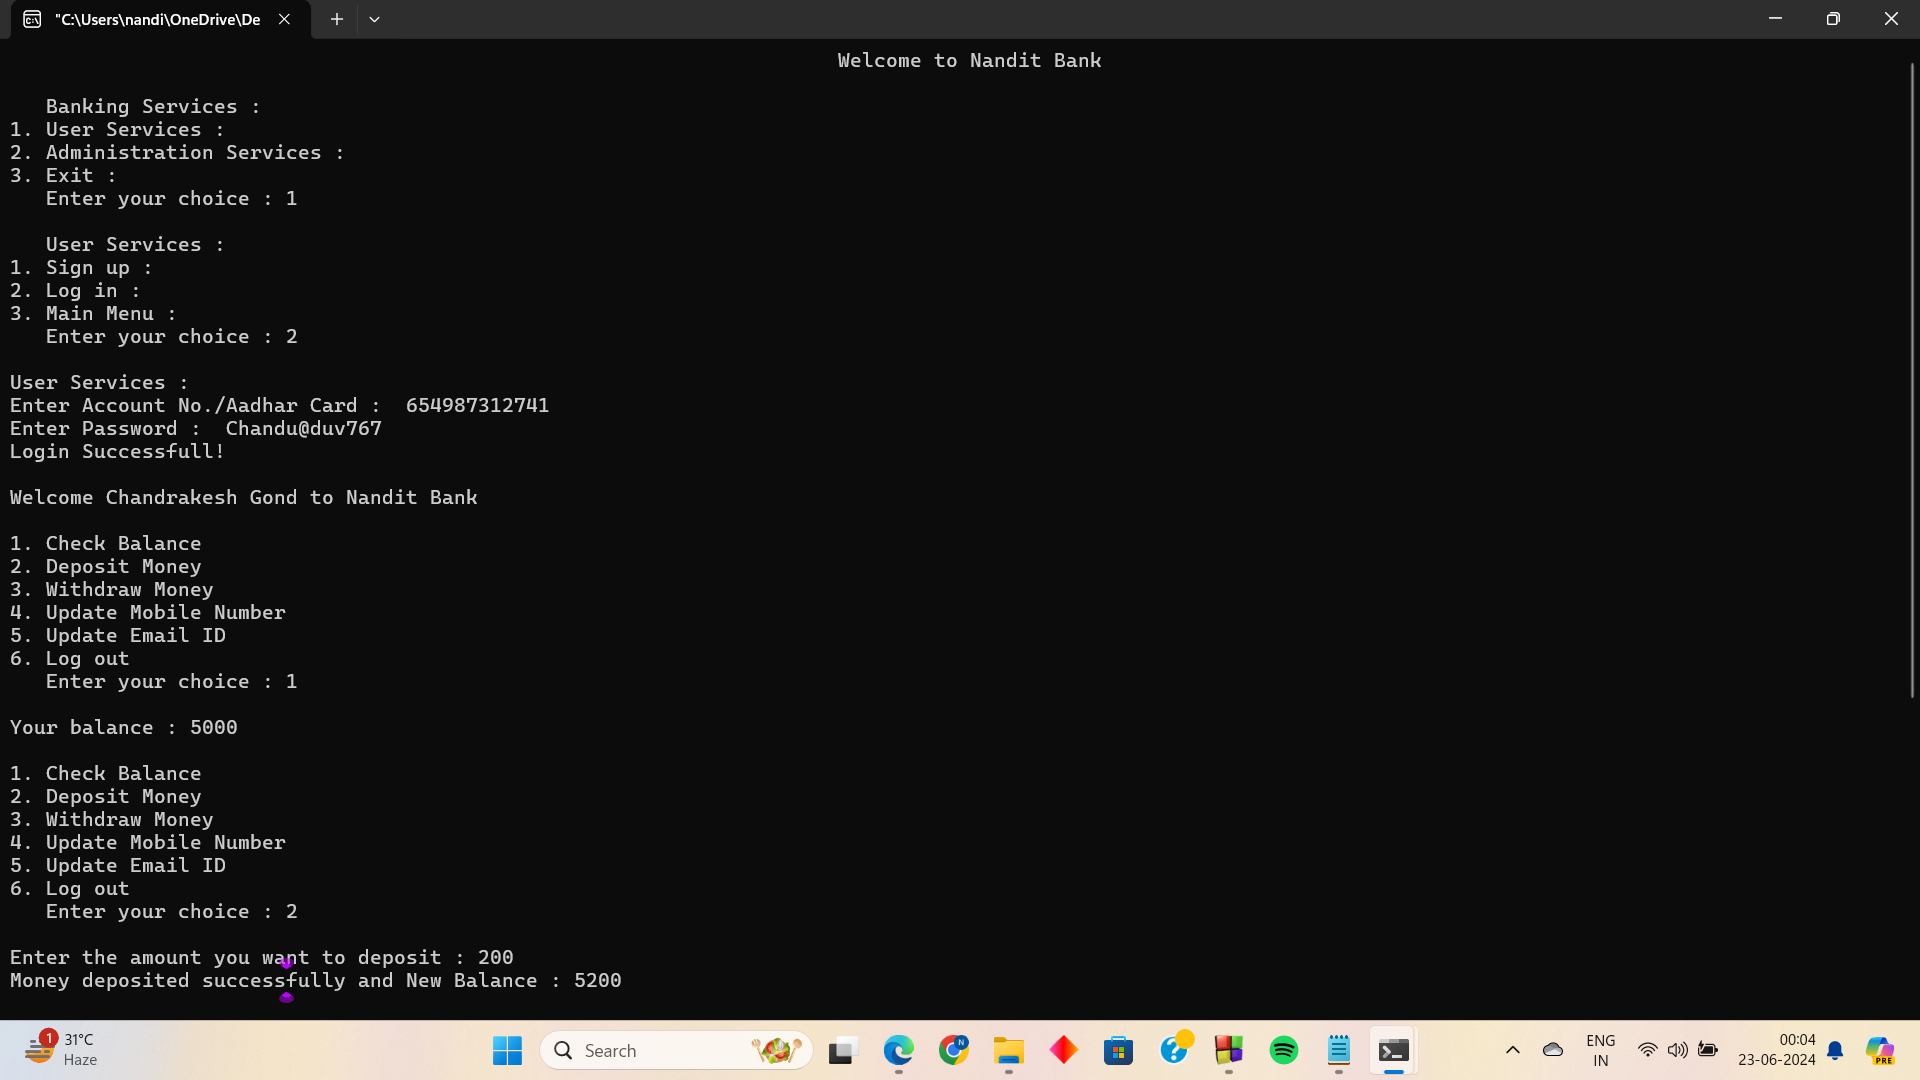 "C:\Users\nandi\OneDrive\De
Welcome to Nandit Bank
Banking Services :
1. User Services :
2. Administration Services :
3. Exit :
Enter your choice : 1
User Services :
1. Sign up :
2. Log in :
3. Main Menu :
Enter your choice : 2
User Services :
Enter Account No./Aadhar Card :  654987312741
Enter Password :  Chandu@duv767
Login Successfull!
Welcome Chandrakesh Gond to Nandit Bank
1. Check Balance
2. Deposit Money
3. Withdraw Money
4. Update Mobile Number
5. Update Email ID
6. Log out
Enter your choice : 1
Your balance : 5000
1. Check Balance
2. Deposit Money
3. Withdraw Money
4. Update Mobile Number
5. Update Email ID
6. Log out
Enter your choice : 2
Enter the amount you want to deposit : 200
Money deposited successfully and New Balance : 5200
1
31°C
Haze
Search
N
ENG
IN
00:04
23-06-2024
PRE